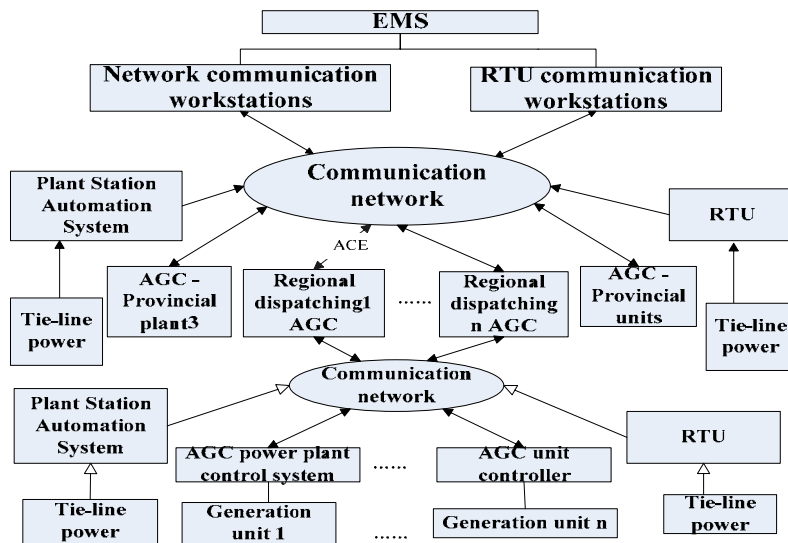 EMS
Network communication
workstations
RTU communication
workstations
Communication
network
Plant Station
Automation
System
RTU
ACE
AGC -
Provincial
plant3
Regional
dispatching1
AGC
......
Regional
dispatching
n AGC
AGC -
Provincial
units
Tie-line
power
Tie-line
power
Communication
network
Plant Station
Automation
System
RTU
AGC power plant
control system
......
AGC unit
controller
Tie-line
power
Generation
unit 1
......
Generation unit n
Tie-line
power